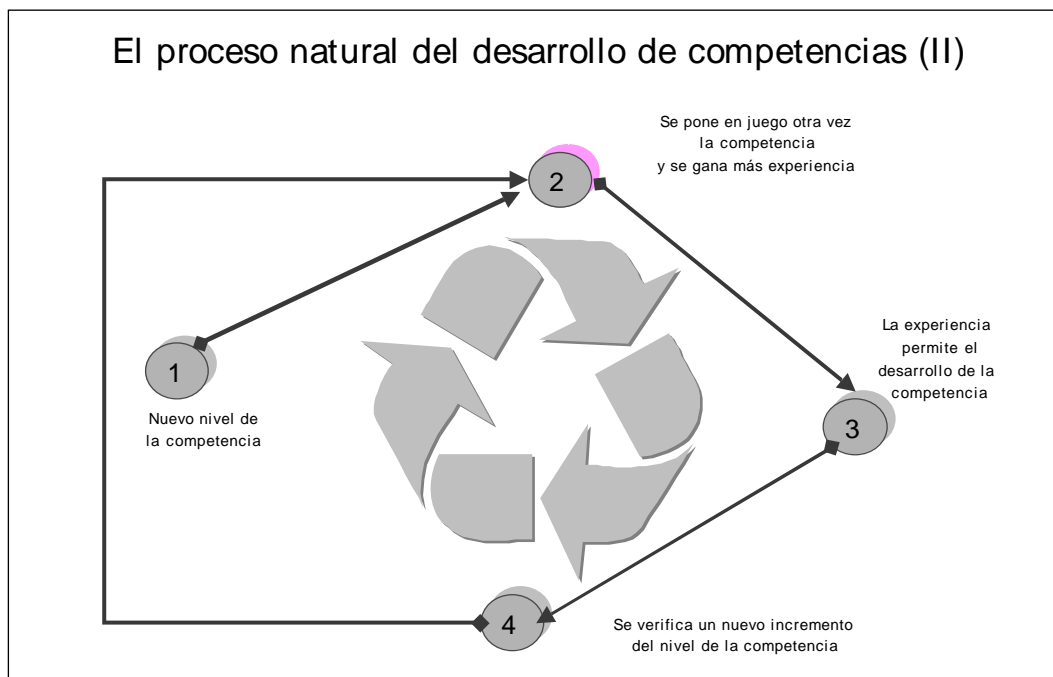 El proceso natural del desarrollo de competencias (II)
Se pone en juego otra vez
la competencia
y se gana más experiencia
2
La experiencia
permite el
desarrollo de la
competencia
1
Nuevo nivel de
la competencia
3
4
Se verifica un nuevo incremento
del nivel de la competencia